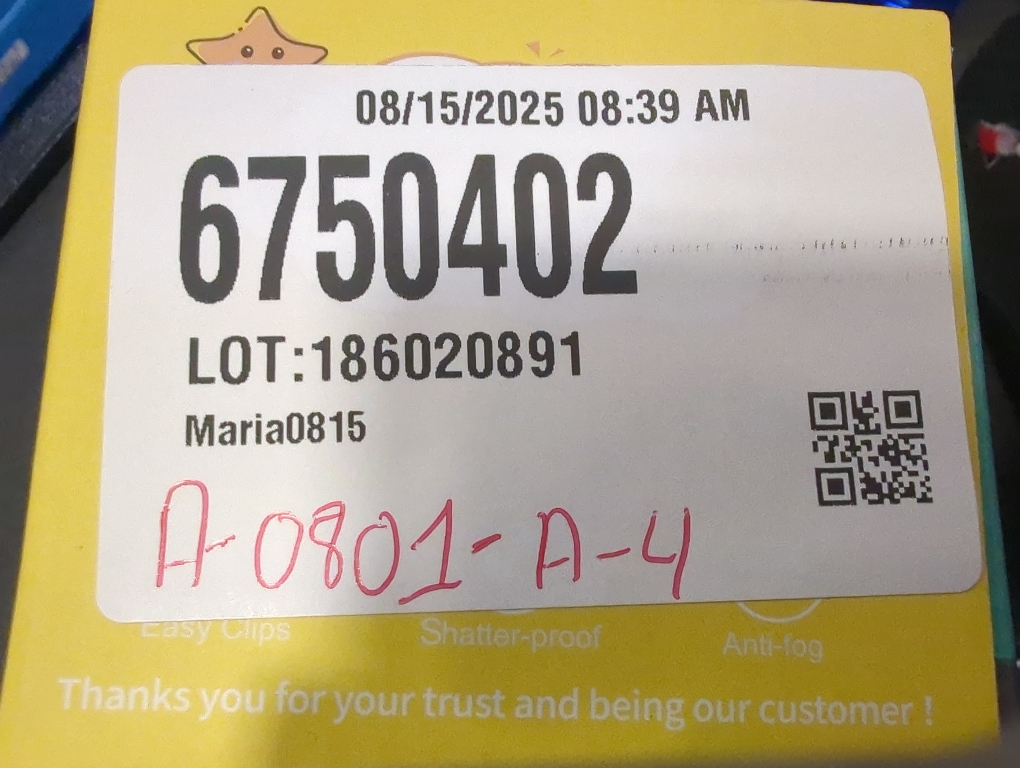 08/15/2025 08:39 AM
6750402
LOT:186020891
Maria0815
A-0801-A-4
Easy Clips
Shatter-proof
Anti-fog
Thanks you for your trust and being our customer !